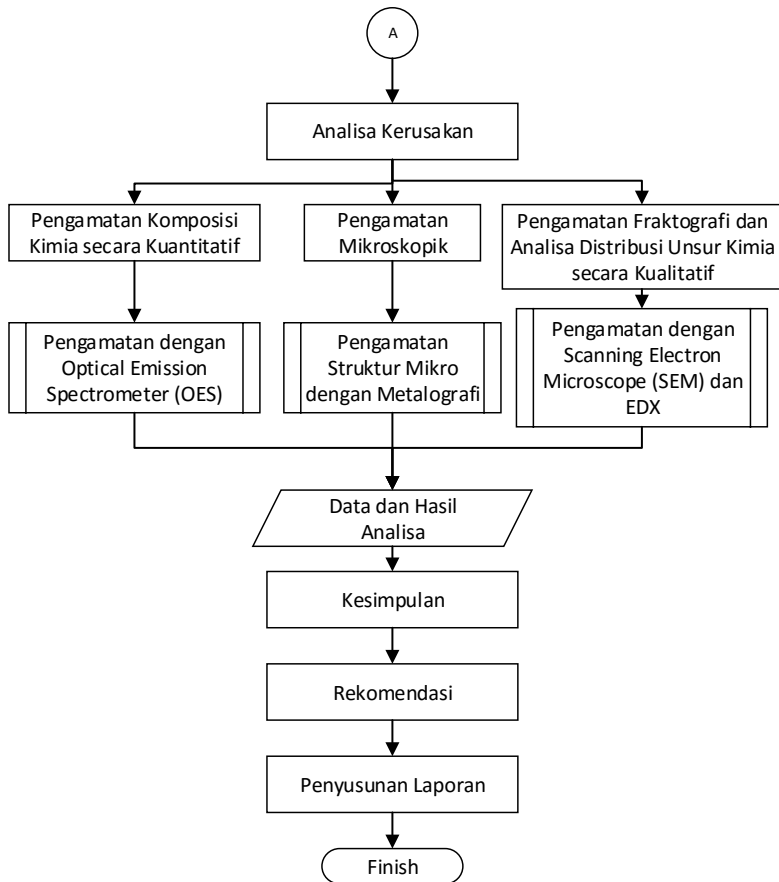 A
Analisa Kerusakan
Pengamatan Komposisi
Kimia secara Kuantitatif
Pengamatan
Mikroskopik
Pengamatan Fraktografi dan
Analisa Distribusi Unsur Kimia
secara Kualitatif
Pengamatan dengan
Optical Emission
Spectrometer (OES)
Pengamatan
Struktur Mikro
dengan Metalografi
Pengamatan dengan
Scanning Electron
Microscope (SEM) dan
EDX
Data dan Hasil
Analisa
Kesimpulan
Rekomendasi
Penyusunan Laporan
Finish